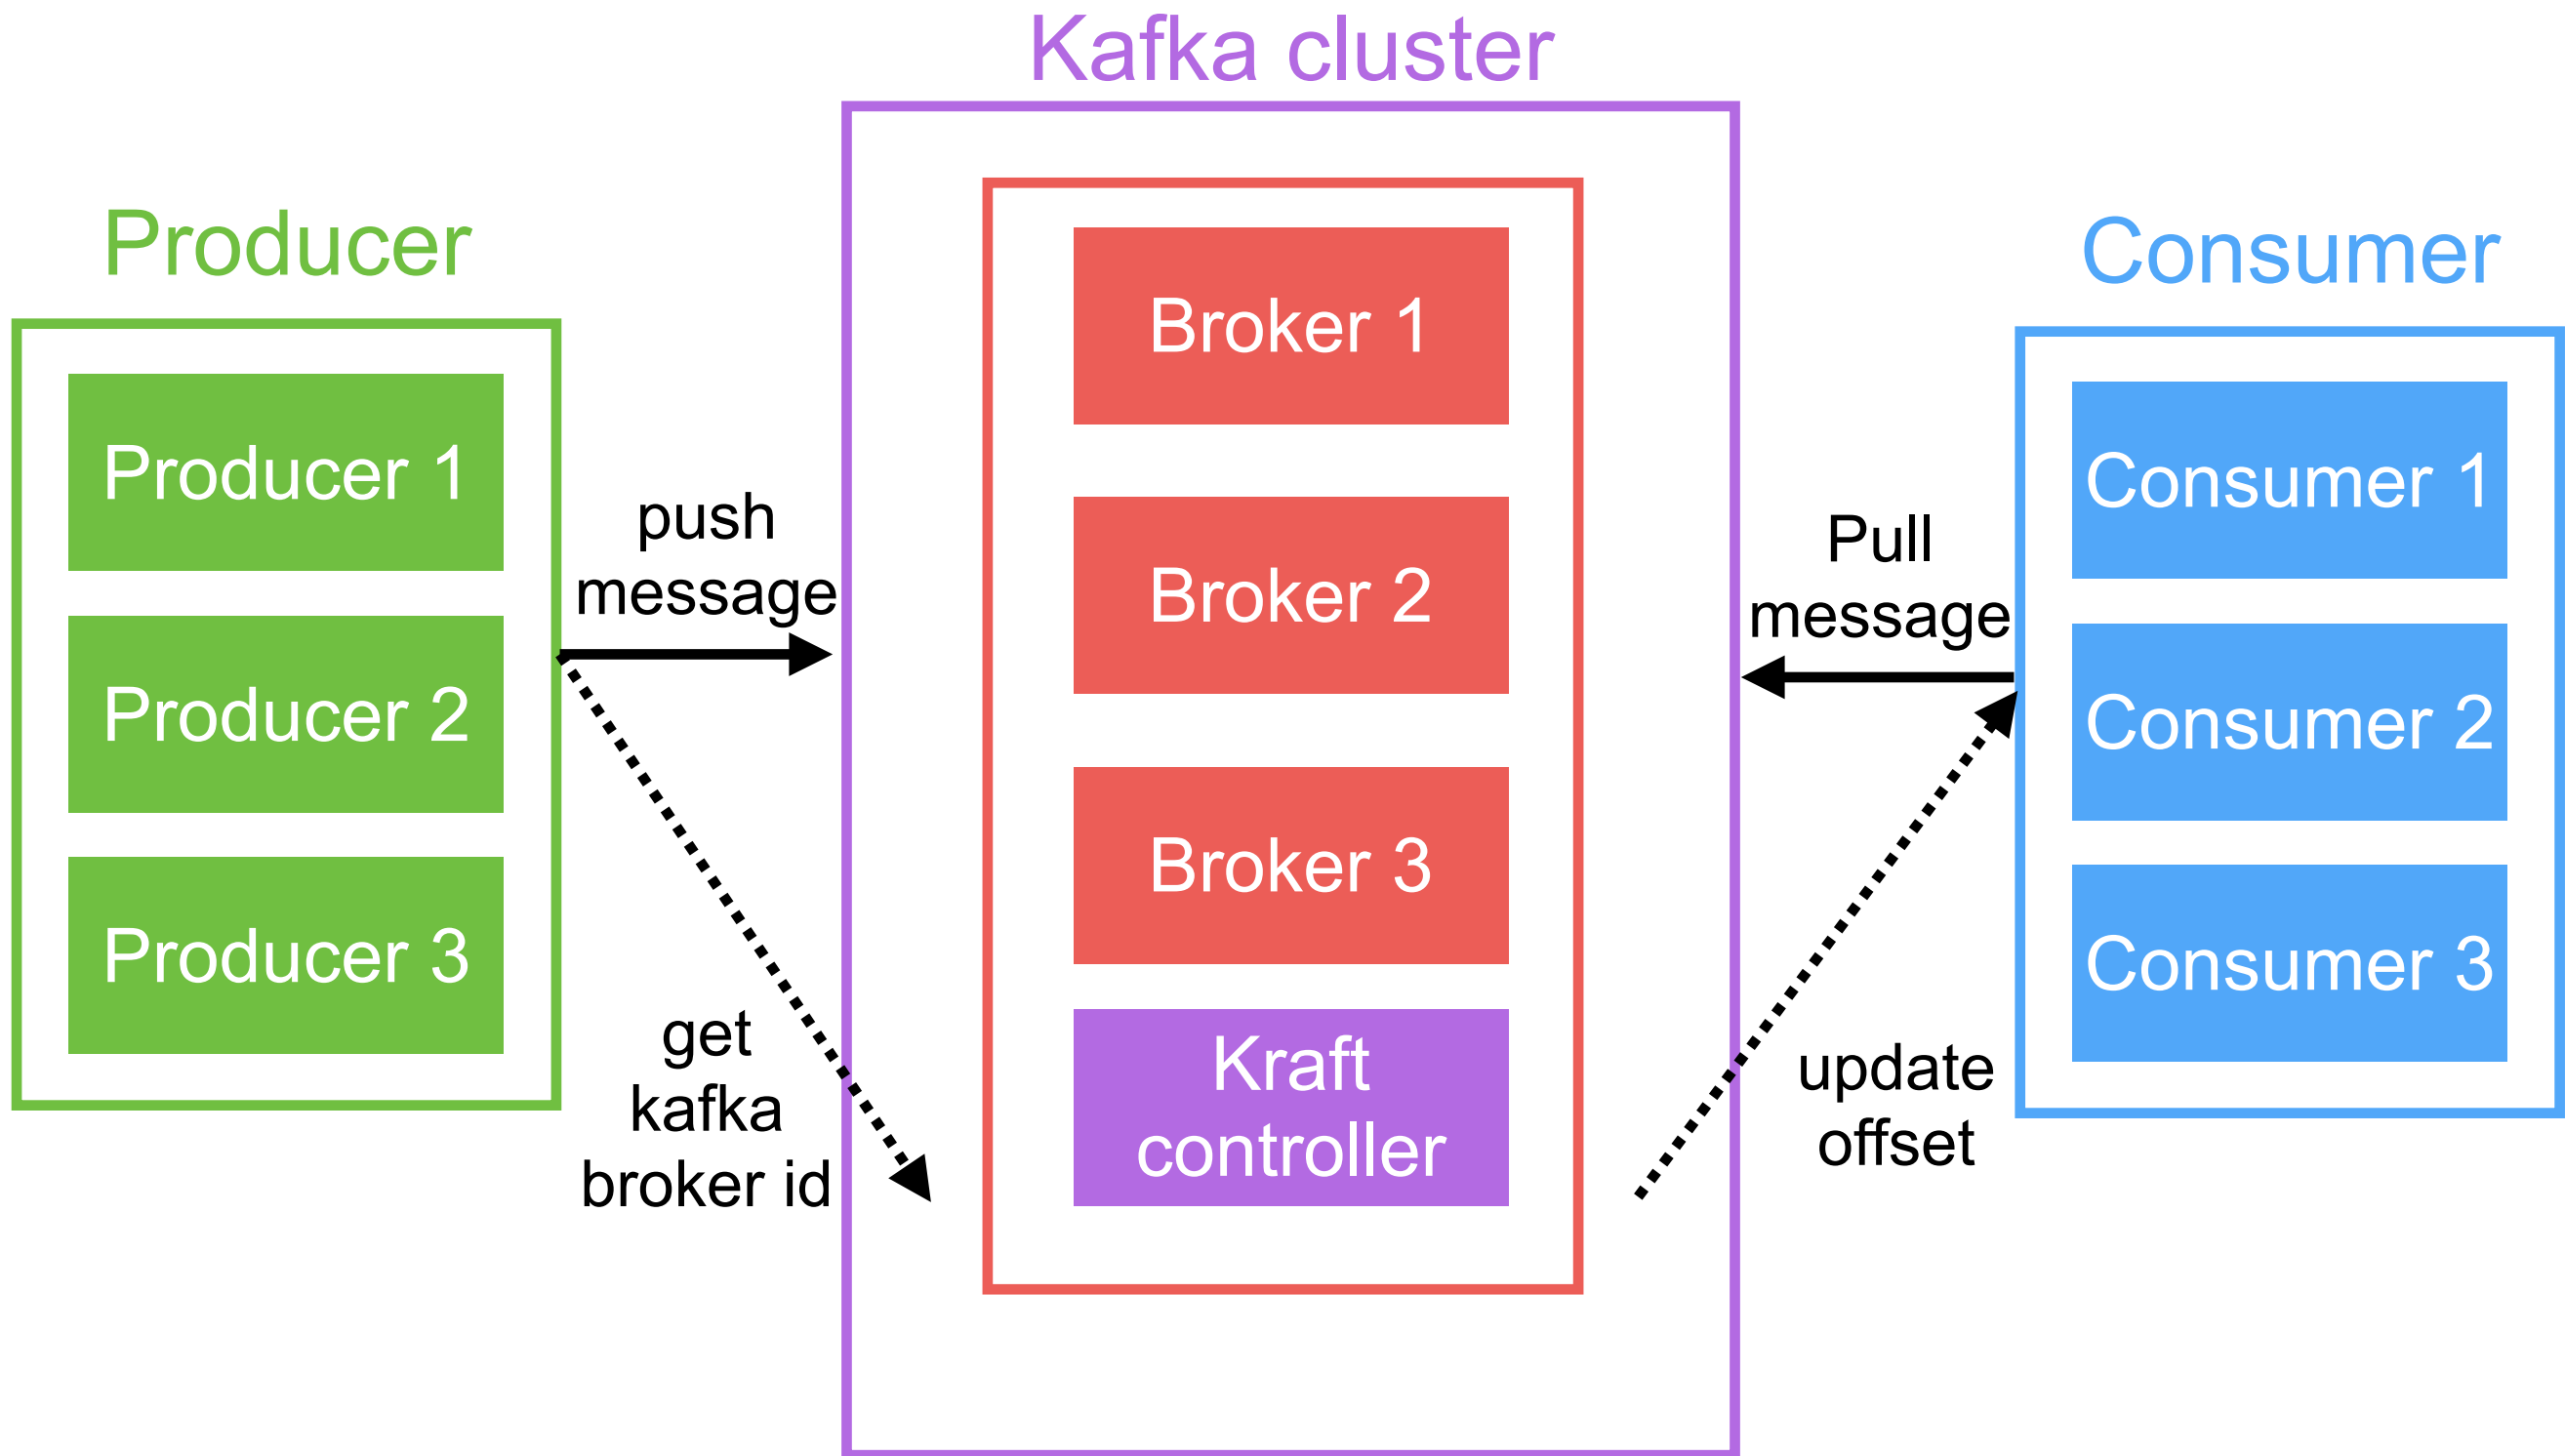 Kafka cluster
Producer
Producer 1
Producer 2
Producer 3
push
message
get
kafka
broker id
Broker 1
Broker 2
Broker 3
Kraft
controller
Pull
message
update
offset
Consumer
Consumer 1
Consumer 2
Consumer 3